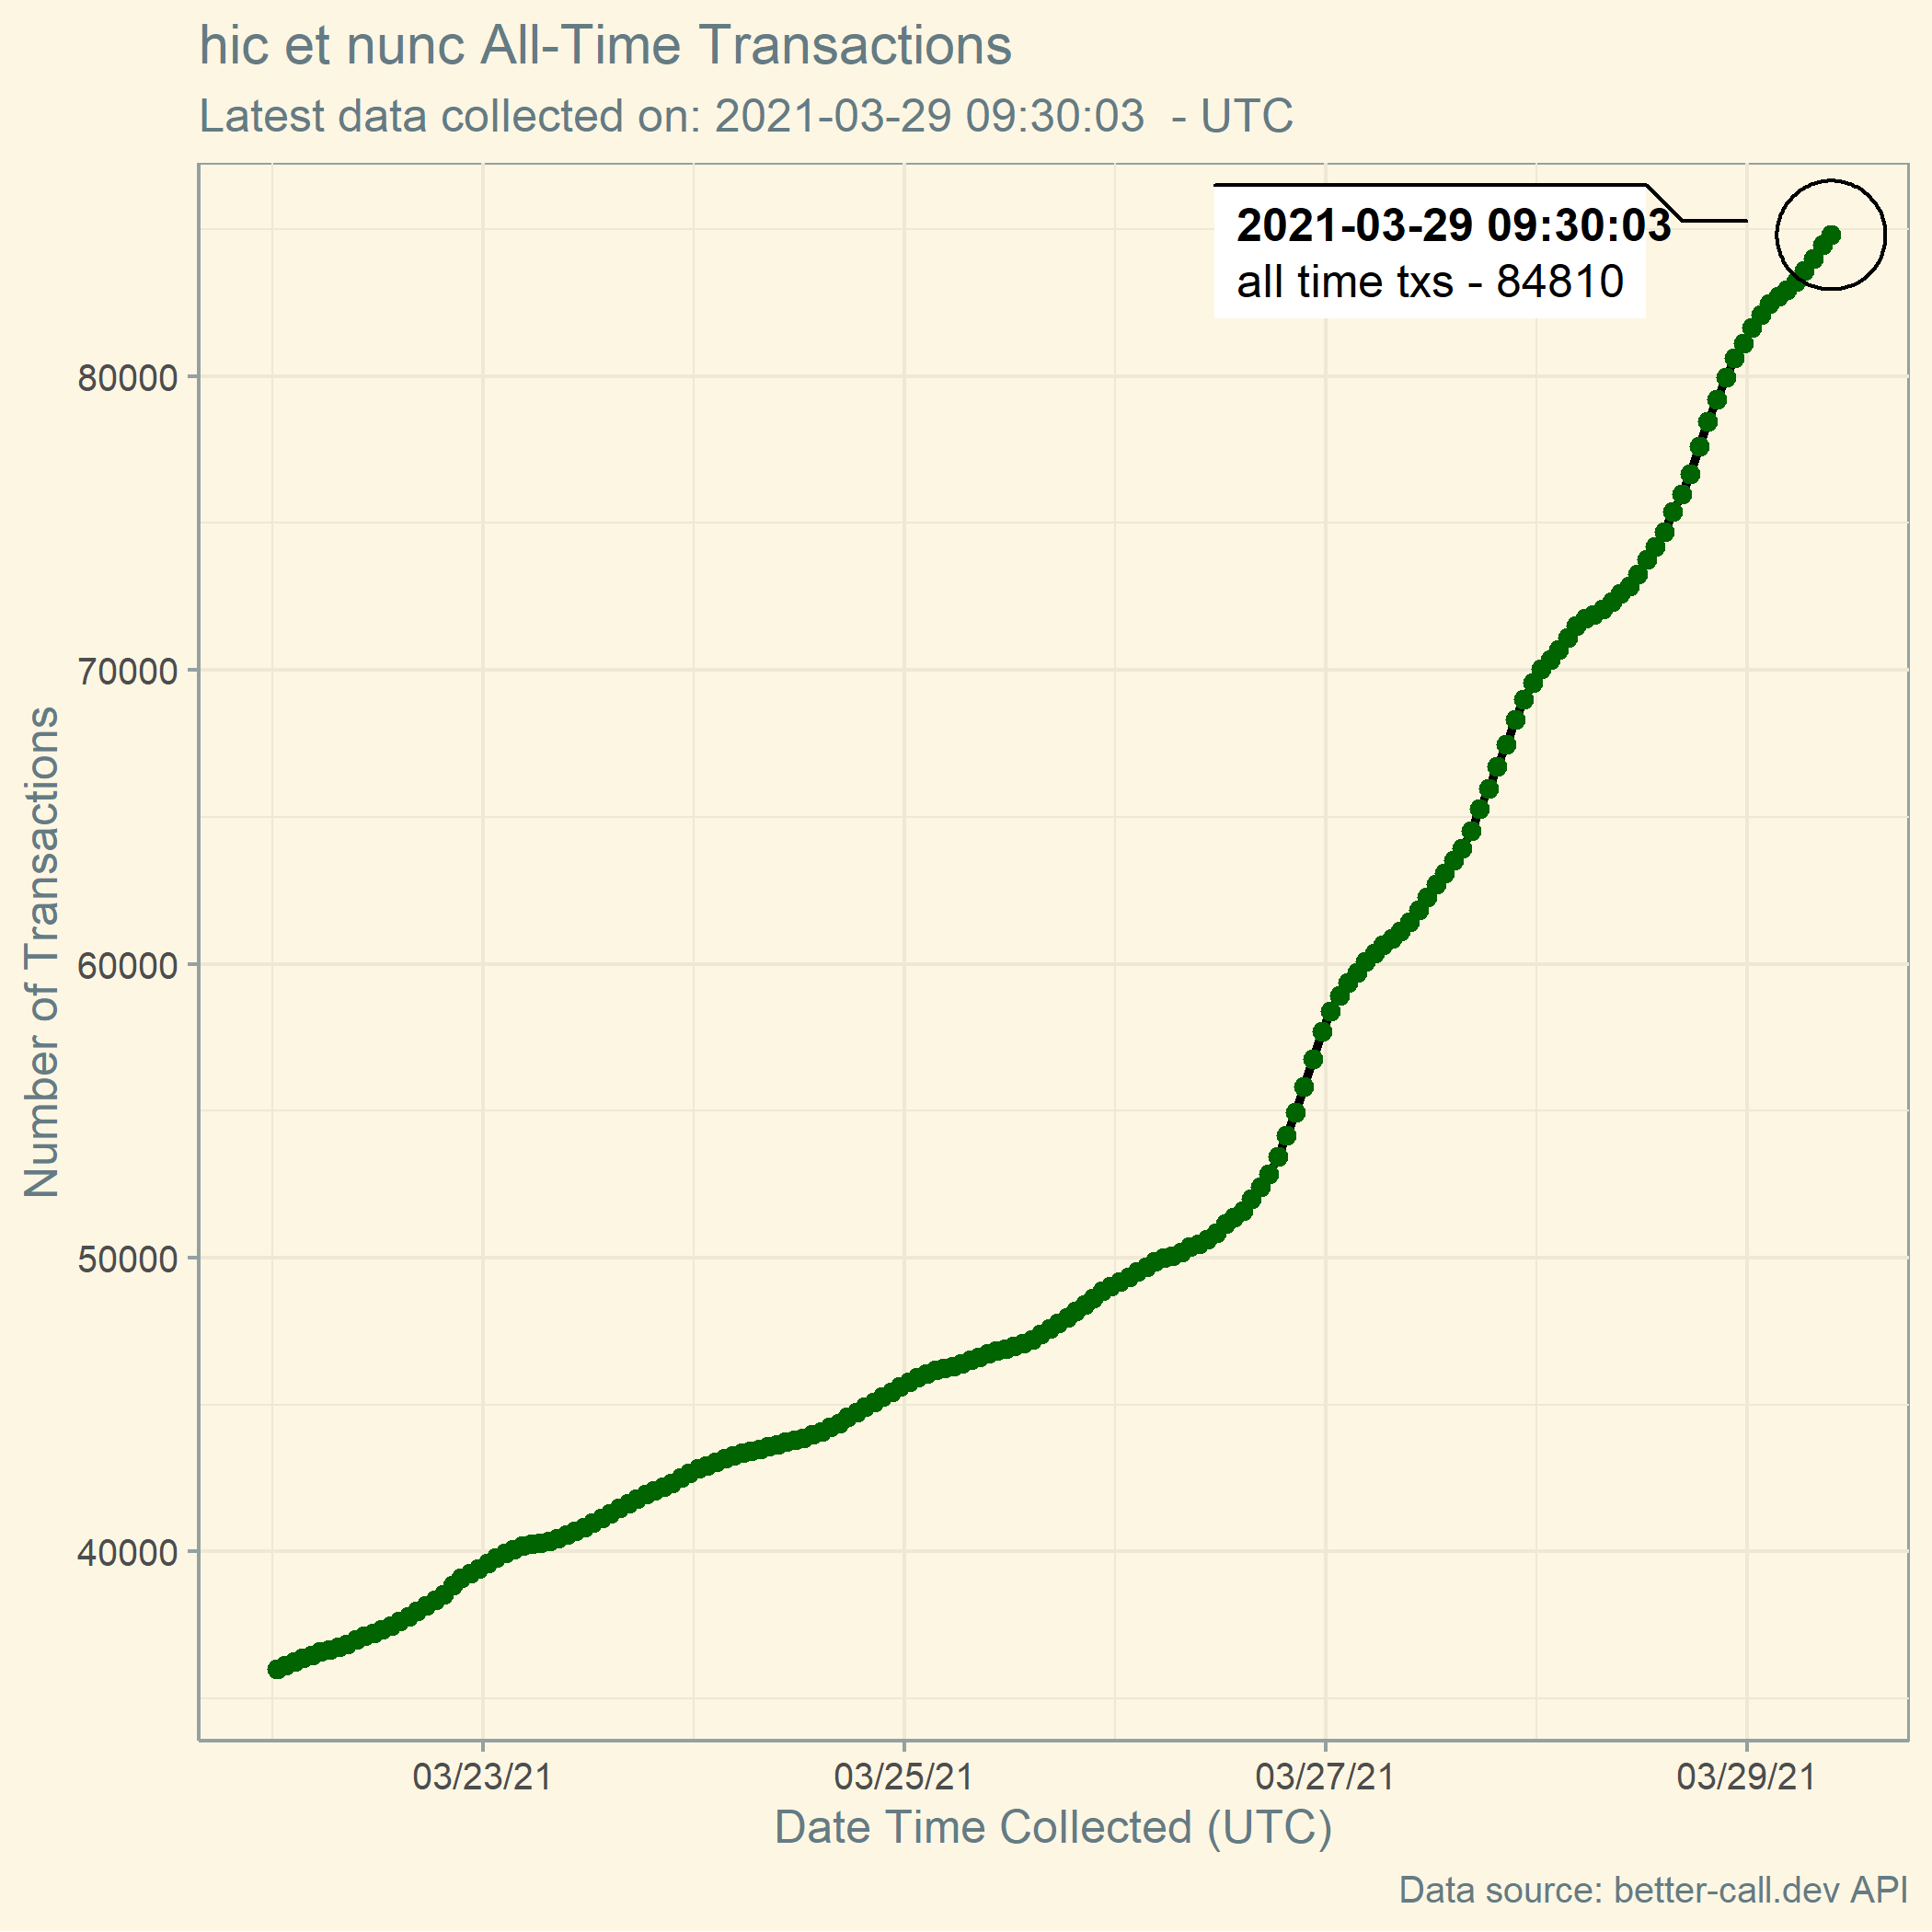 hic et nunc All-Time Transactions
Latest data collected on: 2021-03-29 09:30:03  - UTC
2021-03-29 09:30:03
all time txs - 84810
80000
70000
60000
50000
40000
Number of Transactions
03/23/21
03/25/21
03/27/21
03/29/21
Date Time Collected (UTC)
Data source: better-call.dev API